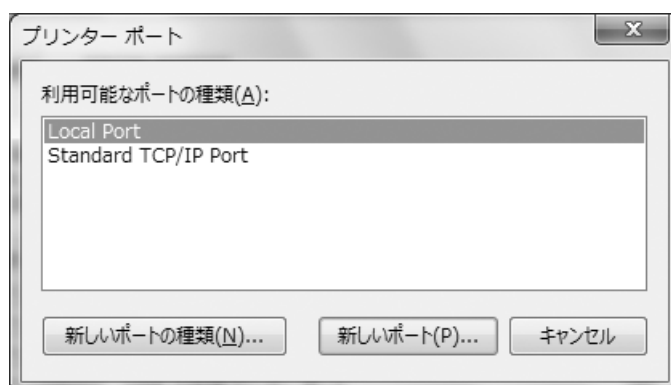 プリンター ポート
利用可能なポートの種類(A):
Local Port
Standard TCP/IP Port
新しいポートの種類(N)...
新しいポート(P)...
キャンセル